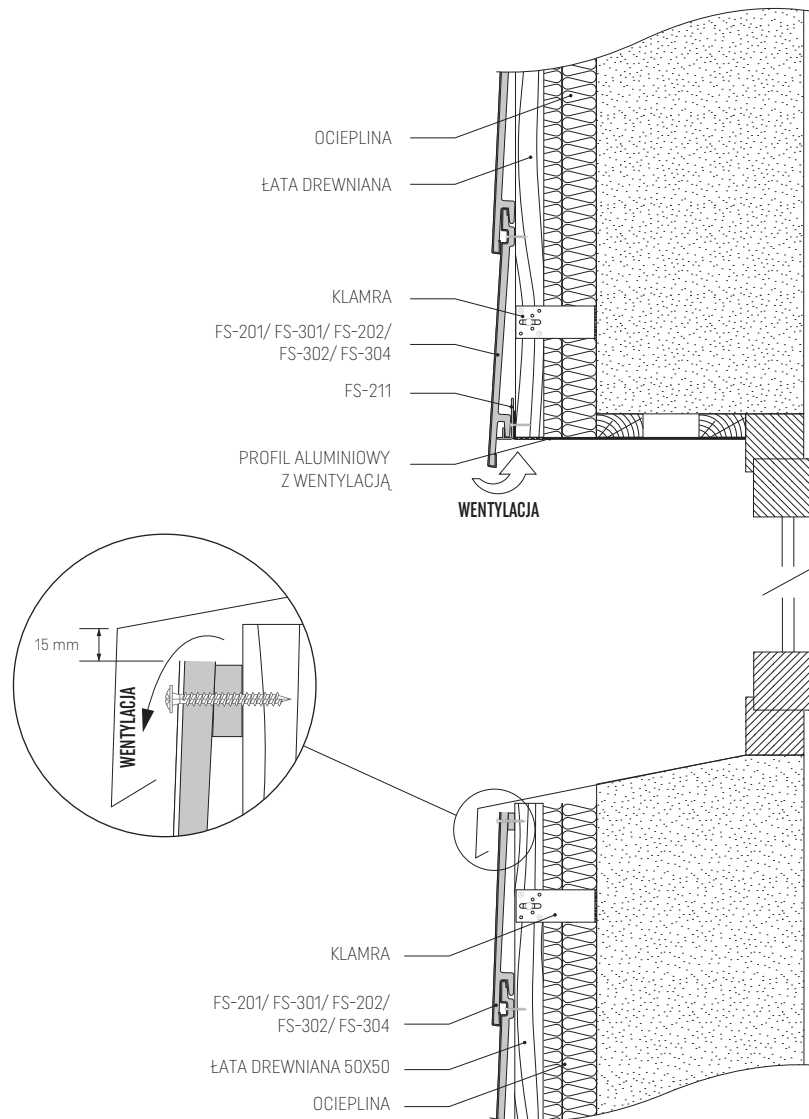 OCIEPLINA
ŁATA DREWNIANA
KLAMRA
FS-201/ FS-301/ FS-202/
FS-302/ FS-304
FS-211
PROFIL ALUMINIOWY
Z WENTYLACJĄ
WENTYLACJA
15 mm
WENTYLACJA
KLAMRA
FS-201/ FS-301/ FS-202/
FS-302/ FS-304
ŁATA DREWNIANA 50X50
OCIEPLINA